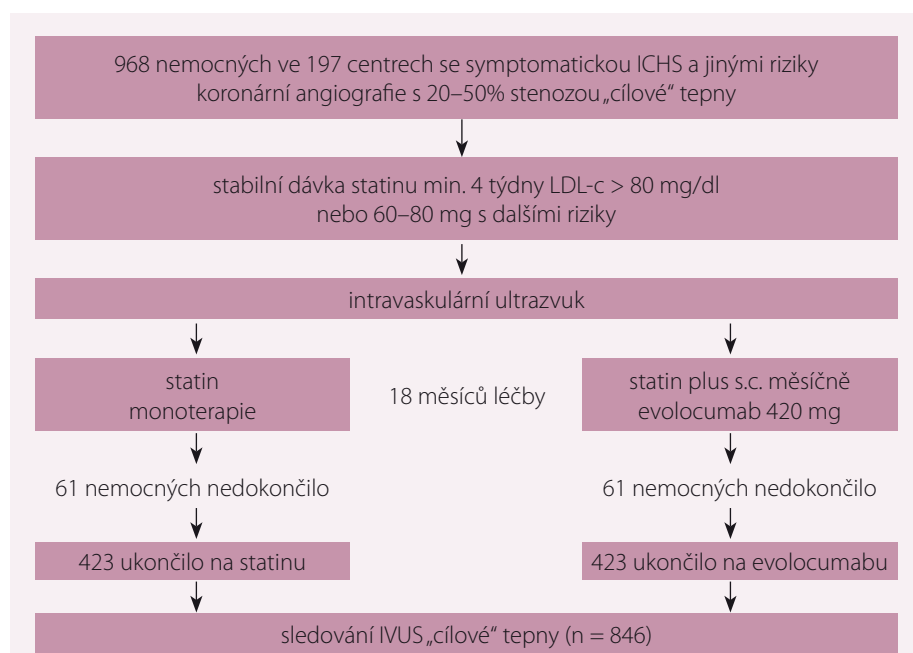 968 nemocných ve 197 centrech se symptomatickou ICHS a jinými riziky
koronární angiografie s 20–50% stenozou „cílové“ tepny
stabilní dávka statinu min. 4 týdny LDL-c > 80 mg/dl
nebo 60–80 mg s dalšími riziky
intravaskulární ultrazvuk
statin
monoterapie
18 měsíců léčby
statin plus s.c. měsíčně
evolocumab 420 mg
61 nemocných nedokončilo
61 nemocných nedokončilo
423 ukončilo na statinu
423 ukončilo na evolocumabu
sledování IVUS „cílové“ tepny (n = 846)